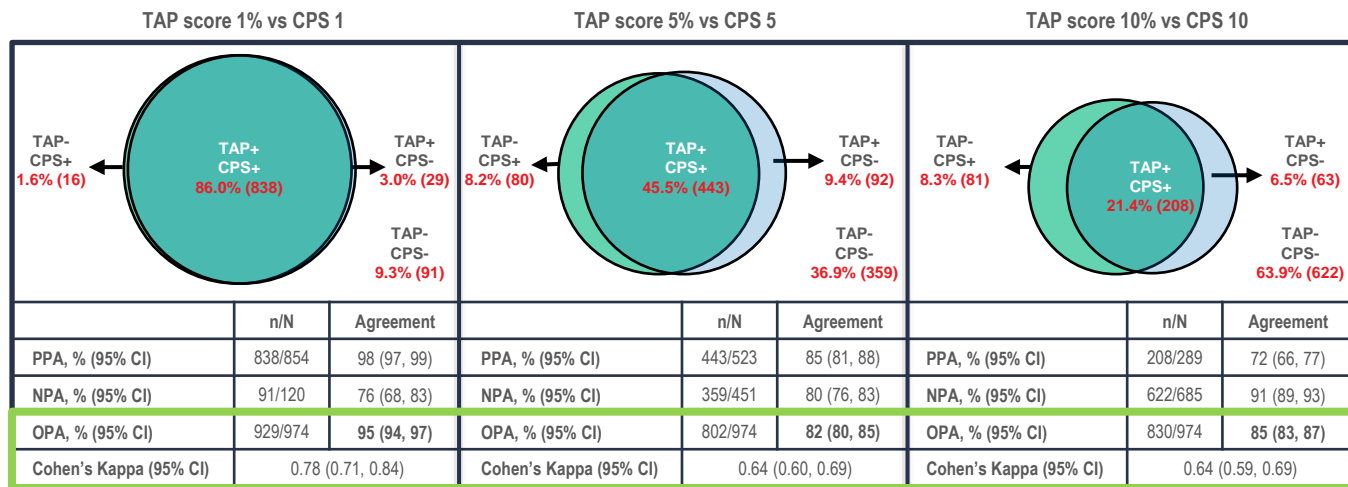 TAP score 1% vs CPS 1
TAP-
CPS+
1.6% (16)
TAP+
CPS+
86.0% (838)
TAP+
CPS-
3.0% (29)
TAP-
CPS-
9.3% (91)
n/N Agreement
PPA, % (95% CI) 838/854 98 (97, 99)
NPA, % (95% CI) 91/120 76 (68, 83)
OPA, % (95% CI) 929/974 95 (94, 97)
Cohen's Kappa (95% CI) 0.78 (0.71, 0.84)
TAP score 5% vs CPS 5
TAP-
CPS+
8.2% (80)
TAP+
CPS+
45.5% (443)
TAP+
CPS-
9.4% (92)
TAP-
CPS-
36.9% (359)
n/N Agreement
PPA, % (95% CI) 443/523 85 (81, 88)
NPA, % (95% CI) 359/451 80 (76, 83)
OPA, % (95% CI) 802/974 82 (80, 85)
Cohen's Kappa (95% CI) 0.64 (0.60, 0.69)
TAP score 10% vs CPS 10
TAP-
CPS+
8.3% (81)
TAP+
CPS+
21.4% (208)
TAP+
CPS-
6.5% (63)
TAP-
CPS-
63.9% (622)
n/N Agreement
PPA, % (95% CI) 208/289 72 (66, 77)
NPA, % (95% CI) 622/685 91 (89, 93)
OPA, % (95% CI) 830/974 85 (83, 87)
Cohen's Kappa (95% CI) 0.64 (0.59, 0.69)